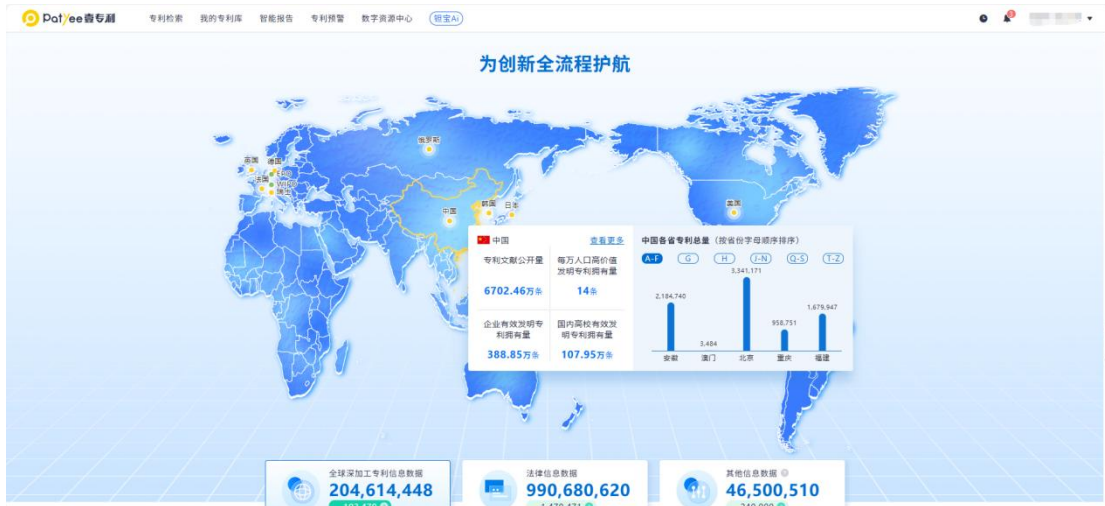 Patyee壹专利
专利检索 我的专利库 智能报告 专利预警 数字资源中心 (钥宝Ai)
为创新全流程护航
俄罗斯
英国 德国
EPO
法国
WIPO
瑞士
中国
韩国
日本
美国
中国 查看更多
专利文献公开量
6702.46万条
每万人口高价值
发明专利拥有量
14条
企业有效发明专
利拥有量
388.85万条
国内高校有效发
明专利拥有量
107.95万条
中国各省专利总量（按省份字母顺序排序）
A-F G H J-N Q-S T-Z
2,184,740
3,484
3,341,171
958,751
1,679,947
安徽 澳门 北京 重庆 福建
全球深加工专利信息数据
204,614,448
法律信息数据
990,680,620
其他信息数据
46,500,510